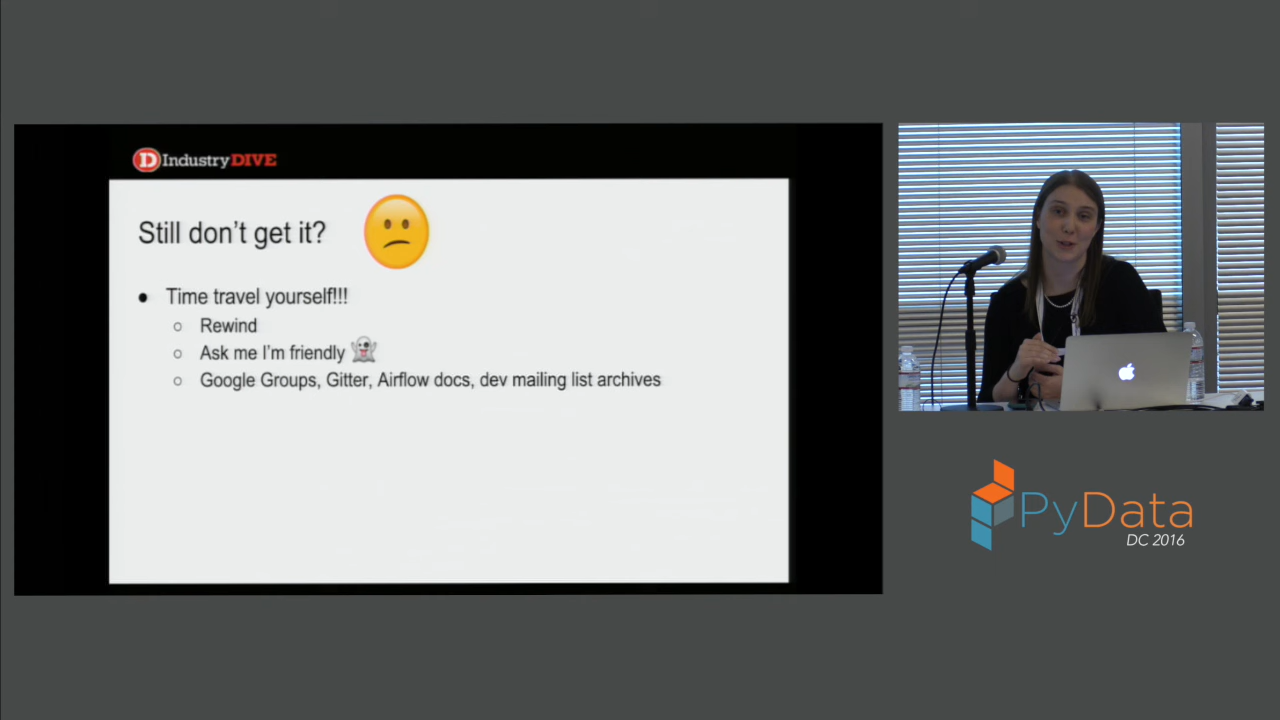 IndustryDIVE
Still don't get it?
Time travel yourself!!!
Rewind
Ask me I'm friendly
Google Groups, Gitter, Airflow docs, dev mailing list archives
PyData
DC 2016